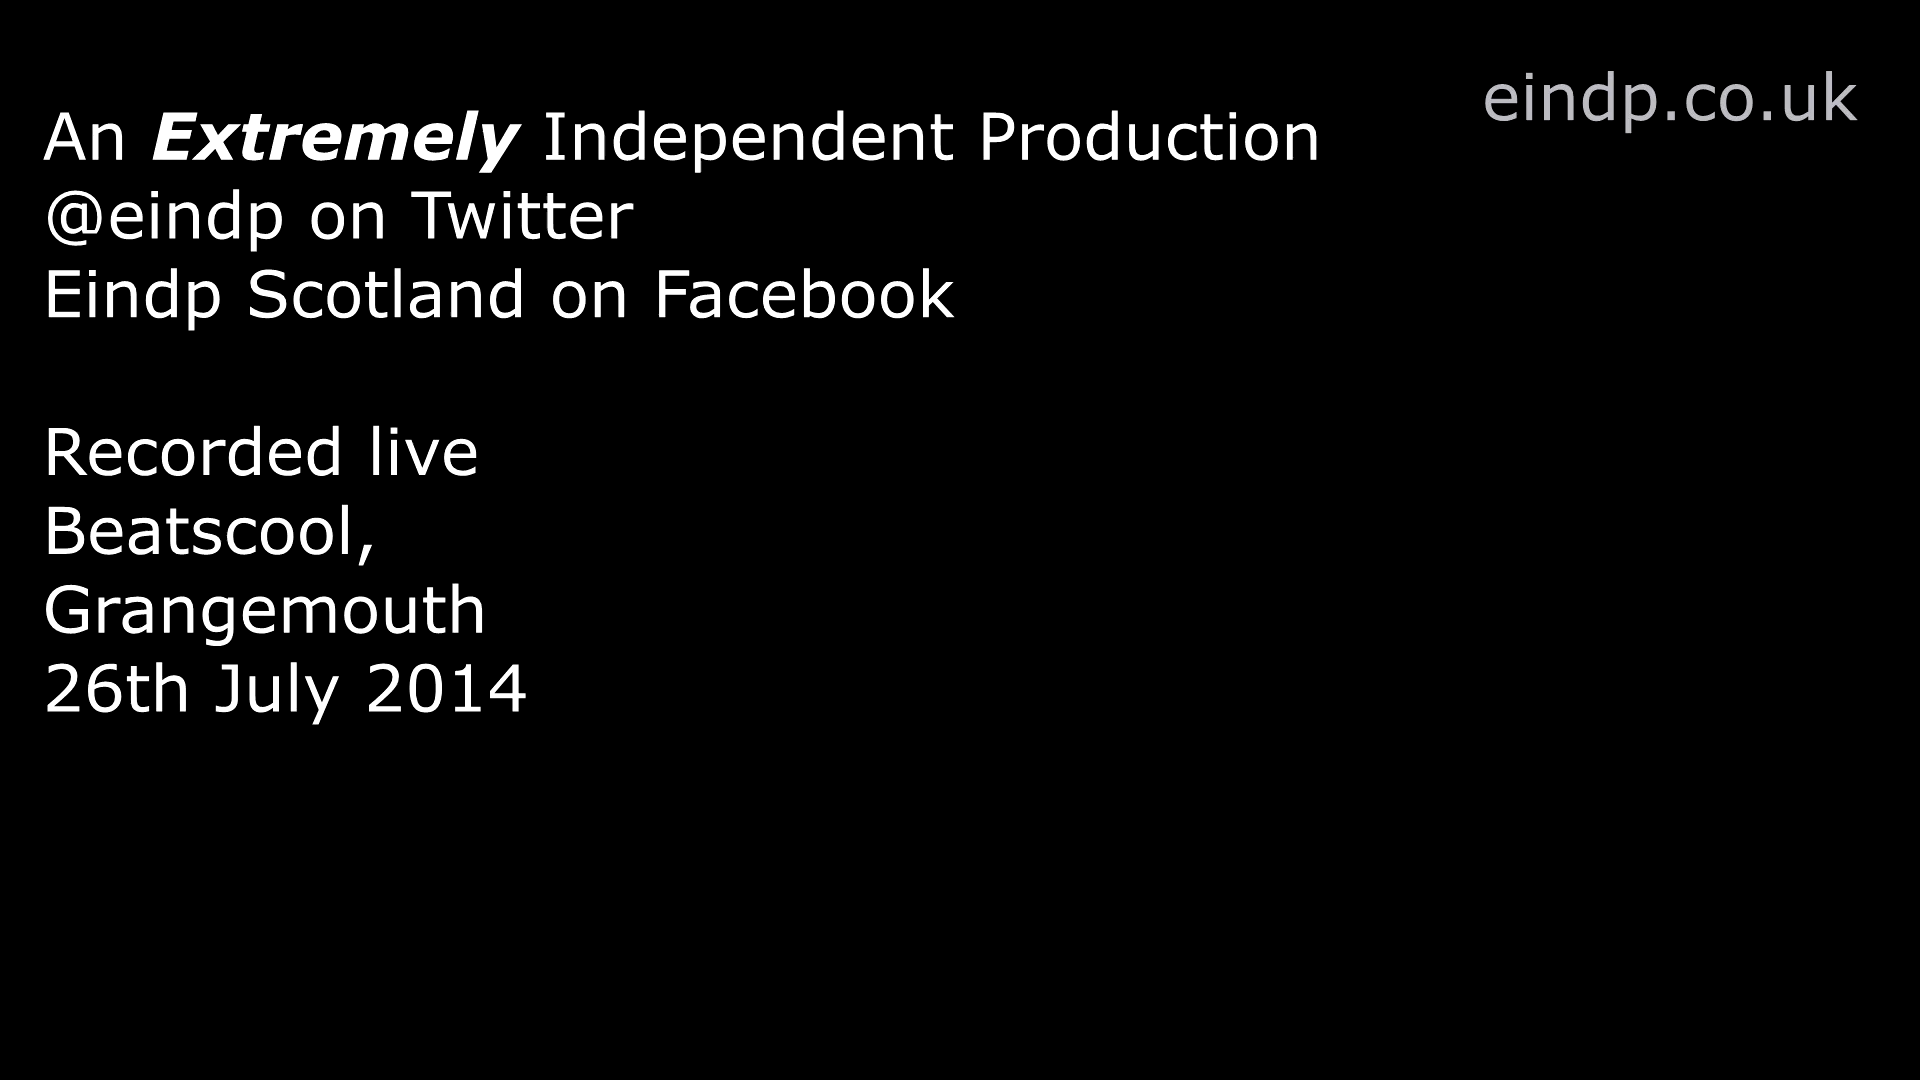 eindp.co.uk
An Extremely Independent Production
@eindp on Twitter
Eindp Scotland on Facebook
Recorded live
Beatscool,
Grangemouth
26th July 2014